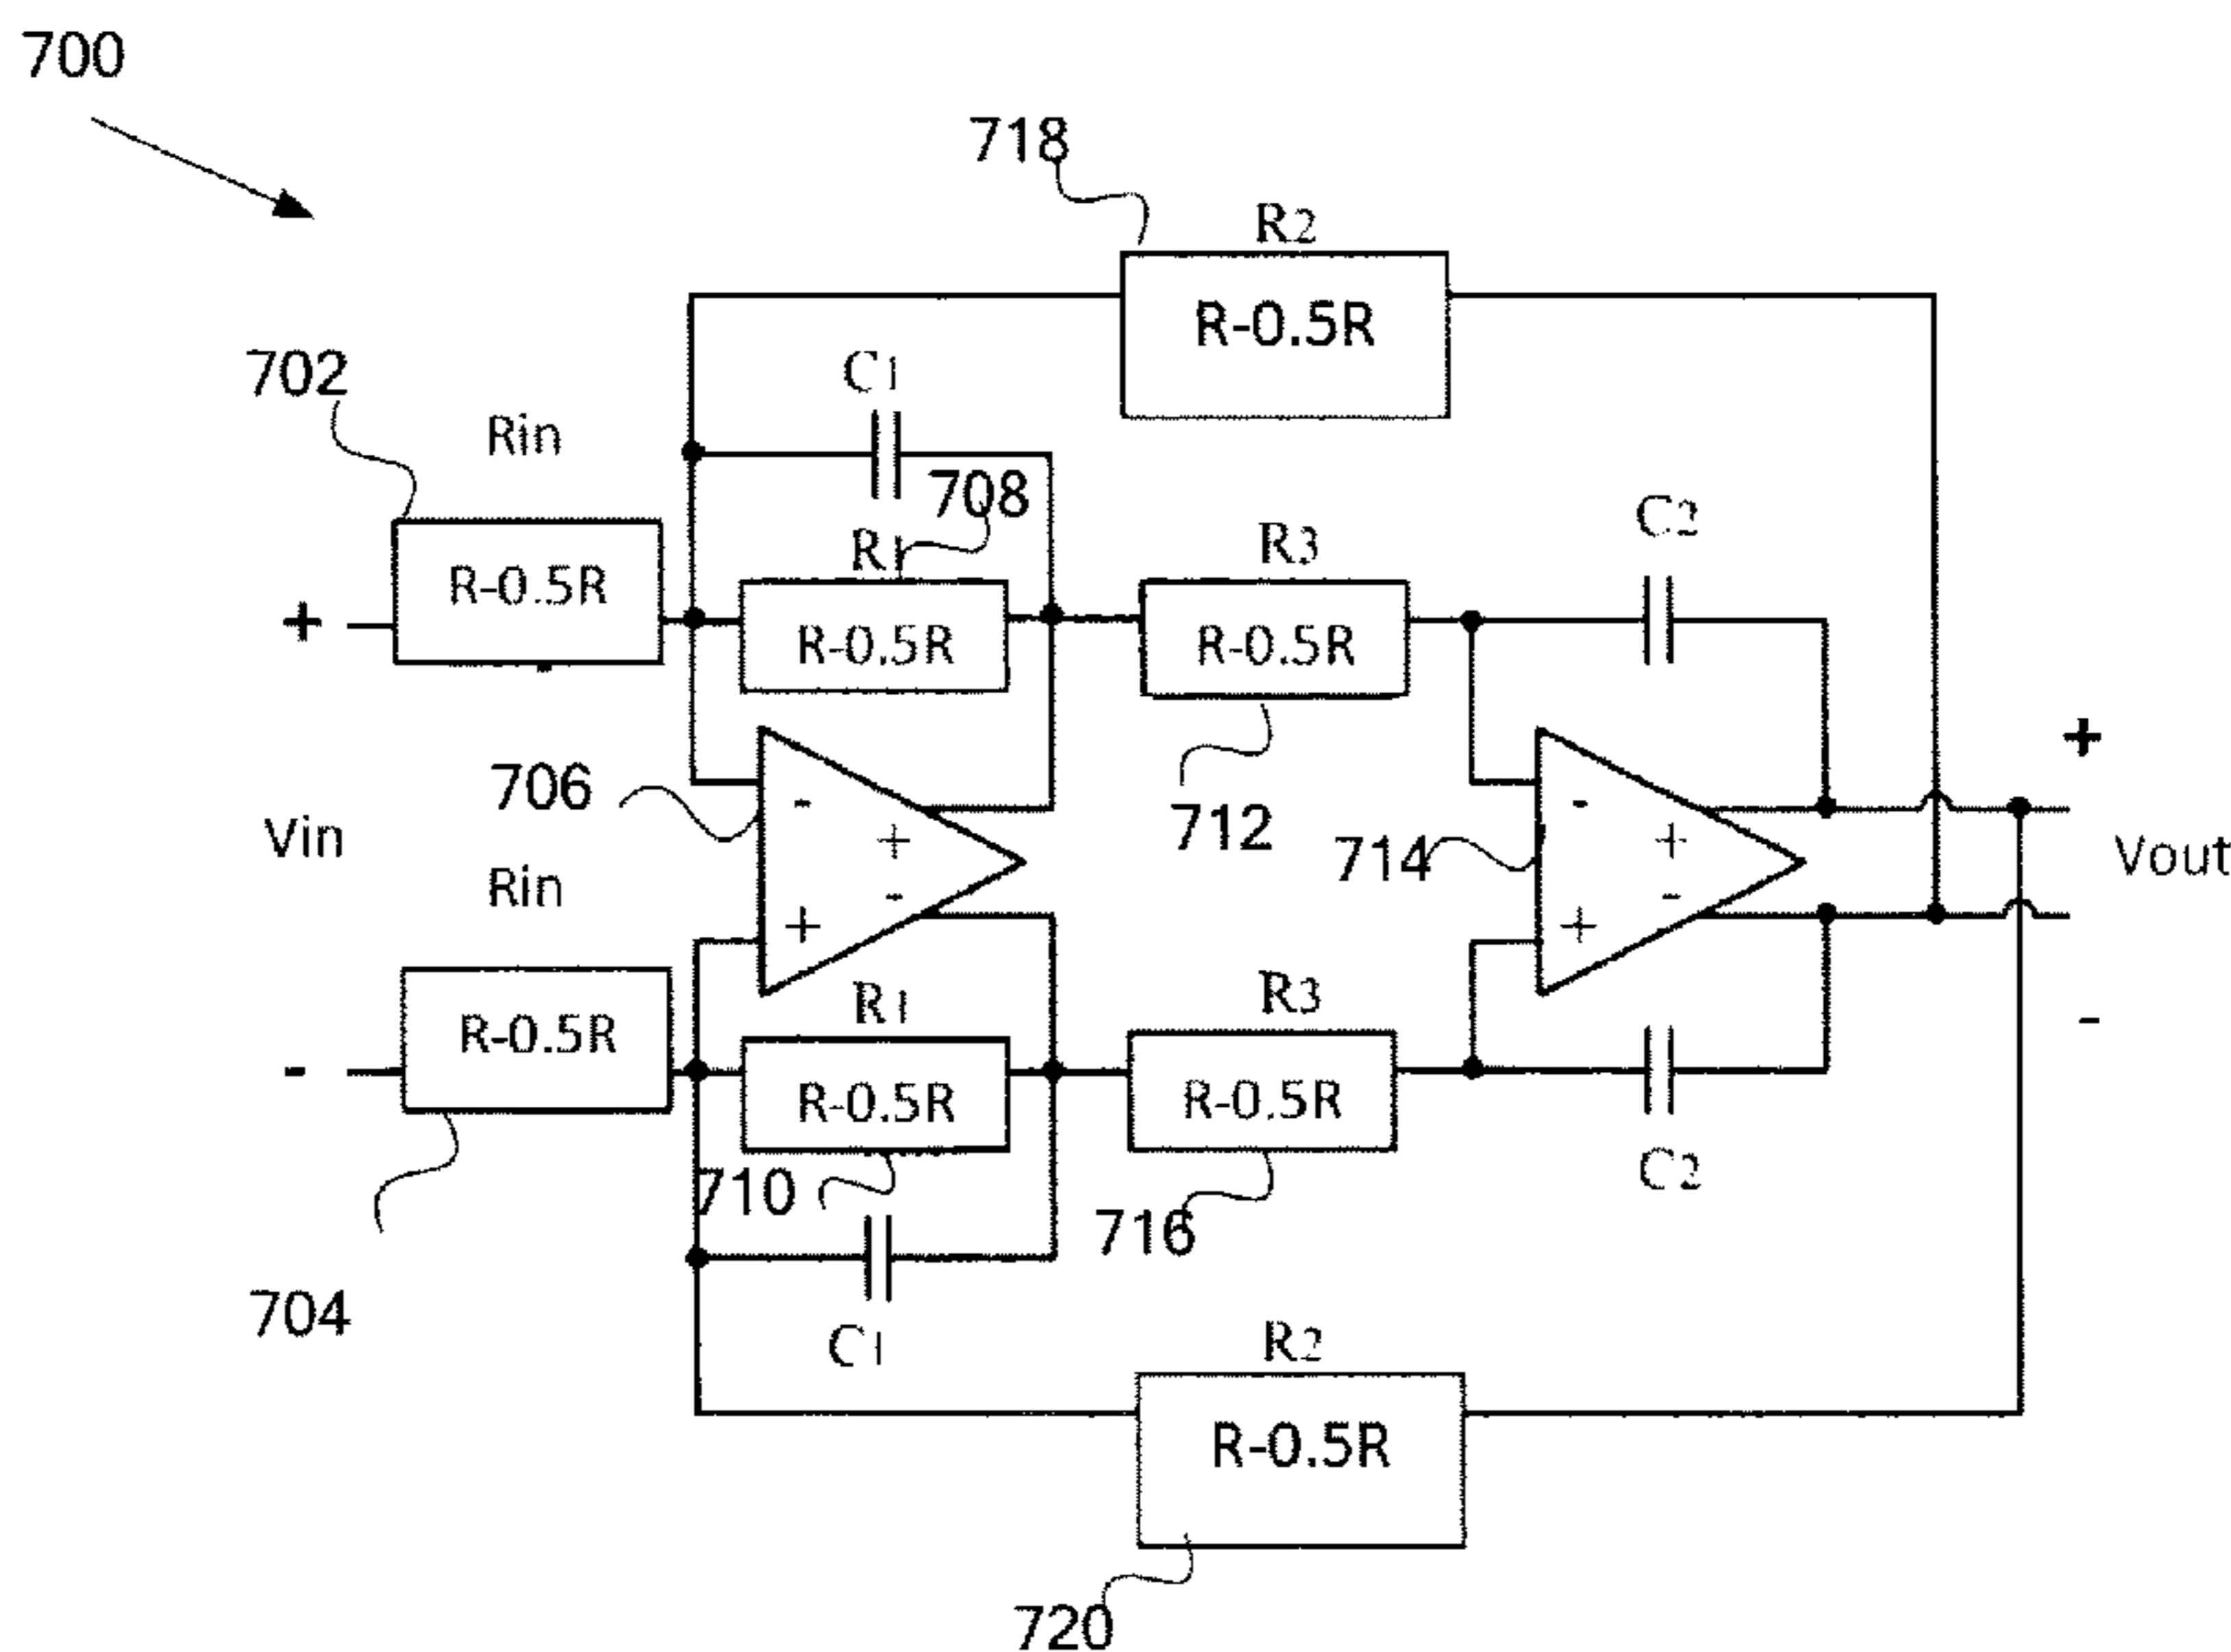 700
718
R2
R-0.5R
702
Rin
C1
708
R1
R3
C2
R-0.5R
R-0.5R
R-0.5R
+
-
+
+
-
706
712
714
-
+
+
-
+
Vin
Rin
Vout
R-0.5R
-
R1
R-0.5R
R3
R-0.5R
-
710
716
C2
704
C1
R2
R-0.5R
720